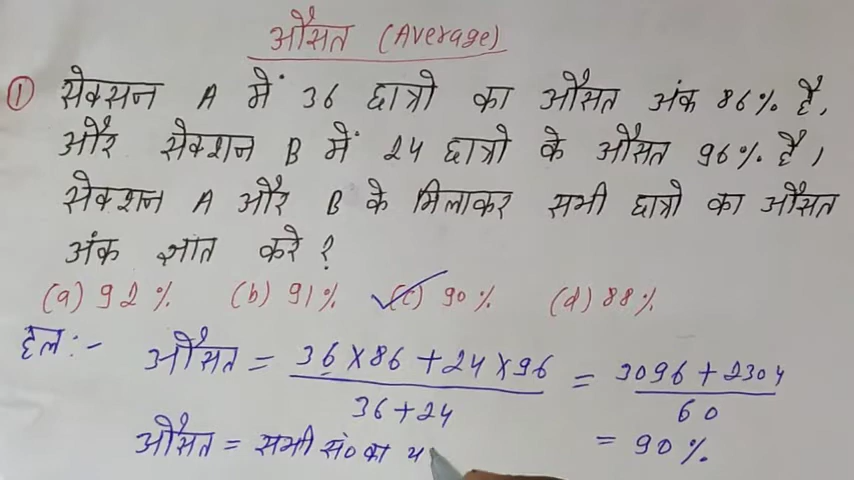 औसत (Average)
① सेक्सन A में 36 छात्रो का औसत अंक 86% है,
और सेक्शन B में 24 छात्रो के औसत 96% है,
सेक्शन A और B के मिलाकर सभी छात्रो का औसत
अंक ज्ञात करे ?
(a) 92% (b) 91% (c) 90% (d) 88%
हल:- औसत = 36×86+24×96 / 36+24 = 3096+2304 / 60
औसत = सभी सं० का य = 90%